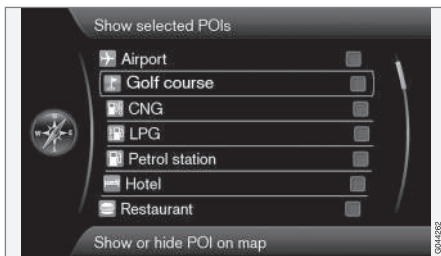 Show selected POIs
Airport
Golf course
CNG
LPG
Petrol station
Hotel
Restaurant
W
S
Show or hide POI on map
G044262